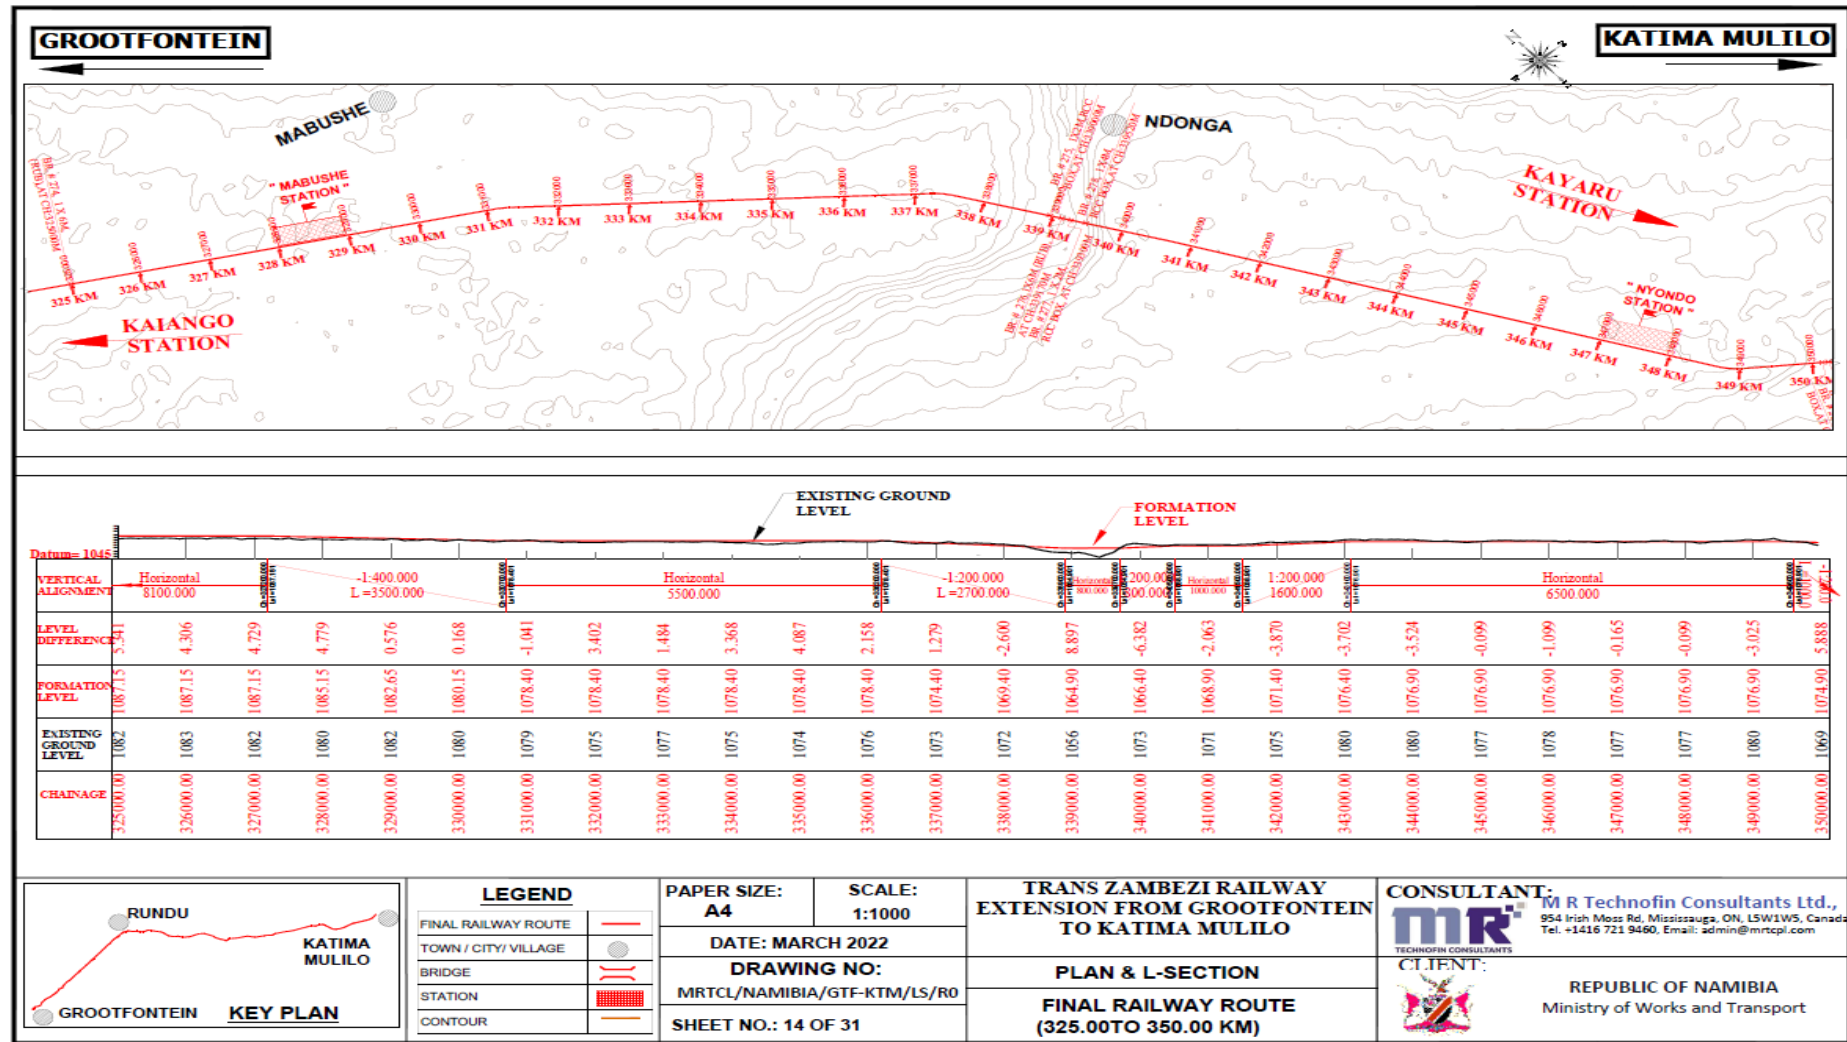 GROOTFONTEIN
KATIMA MULILO
MABUSHE
NDONGA
" MABUSHE
STATION "
KAYARU
STATION
" NYONDO
STATION "
KAIANGO
STATION
325 KM
326 KM
327 KM
328 KM
329 KM
330 KM
331 KM
332 KM
333 KM
334 KM
335 KM
336 KM
337 KM
338 KM
339 KM
340 KM
341 KM
342 KM
343 KM
344 KM
345 KM
346 KM
347 KM
348 KM
349 KM
350 KM
EXISTING GROUND
LEVEL
FORMATION
LEVEL
Datum= 1045
VERTICAL
ALIGNMENT
Horizontal
8100.000
-1:400.000
L =3500.000
Horizontal
5500.000
-1:200.000
L =2700.000
Horizontal
800.000
Horizontal
1000.000
1:200.000
1600.000
Horizontal
6500.000
LEVEL
DIFFERENCE
5.541 4.306 4.729 4.779 0.576 0.168 -1.041 3.402 1.484 3.368 4.087 2.158 1.279 -2.600 8.897 -6.382 -2.063 -3.870 -3.702 -3.524 -0.099 -1.099 -0.165 -0.099 -3.025 5.888
FORMATION
LEVEL
1087.15 1087.15 1087.15 1085.15 1082.65 1080.15 1078.40 1078.40 1078.40 1078.40 1078.40 1078.40 1074.40 1069.40 1064.90 1066.40 1068.90 1071.40 1076.40 1076.90 1076.90 1076.90 1076.90 1076.90 1076.90 1074.90
EXISTING
GROUND
LEVEL
1082 1083 1082 1080 1082 1080 1079 1075 1077 1075 1074 1076 1073 1072 1056 1073 1071 1075 1080 1080 1077 1078 1077 1077 1080 1069
CHAINAGE
325000.00 326000.00 327000.00 328000.00 329000.00 330000.00 331000.00 332000.00 333000.00 334000.00 335000.00 336000.00 337000.00 338000.00 339000.00 340000.00 341000.00 342000.00 343000.00 344000.00 345000.00 346000.00 347000.00 348000.00 349000.00 350000.00
RUNDU
KATIMA
MULILO
GROOTFONTEIN
KEY PLAN
LEGEND
FINAL RAILWAY ROUTE
TOWN / CITY/ VILLAGE
BRIDGE
STATION
CONTOUR
PAPER SIZE:
A4
SCALE:
1:1000
DATE: MARCH 2022
DRAWING NO:
MRTCL/NAMIBIA/GTF-KTM/LS/R0
SHEET NO.: 14 OF 31
TRANS ZAMBEZI RAILWAY
EXTENSION FROM GROOTFONTEIN
TO KATIMA MULILO
PLAN & L-SECTION
FINAL RAILWAY ROUTE
(325.00TO 350.00 KM)
CONSULTANT:
MR
TECHNOFIN CONSULTANTS
M R Technofin Consultants Ltd.,
954 Irish Moss Rd, Mississauga, ON, L5W1W5, Canada
Tel. +1416 721 9460, Email: admin@mrtcpl.com
CLIENT:
REPUBLIC OF NAMIBIA
Ministry of Works and Transport